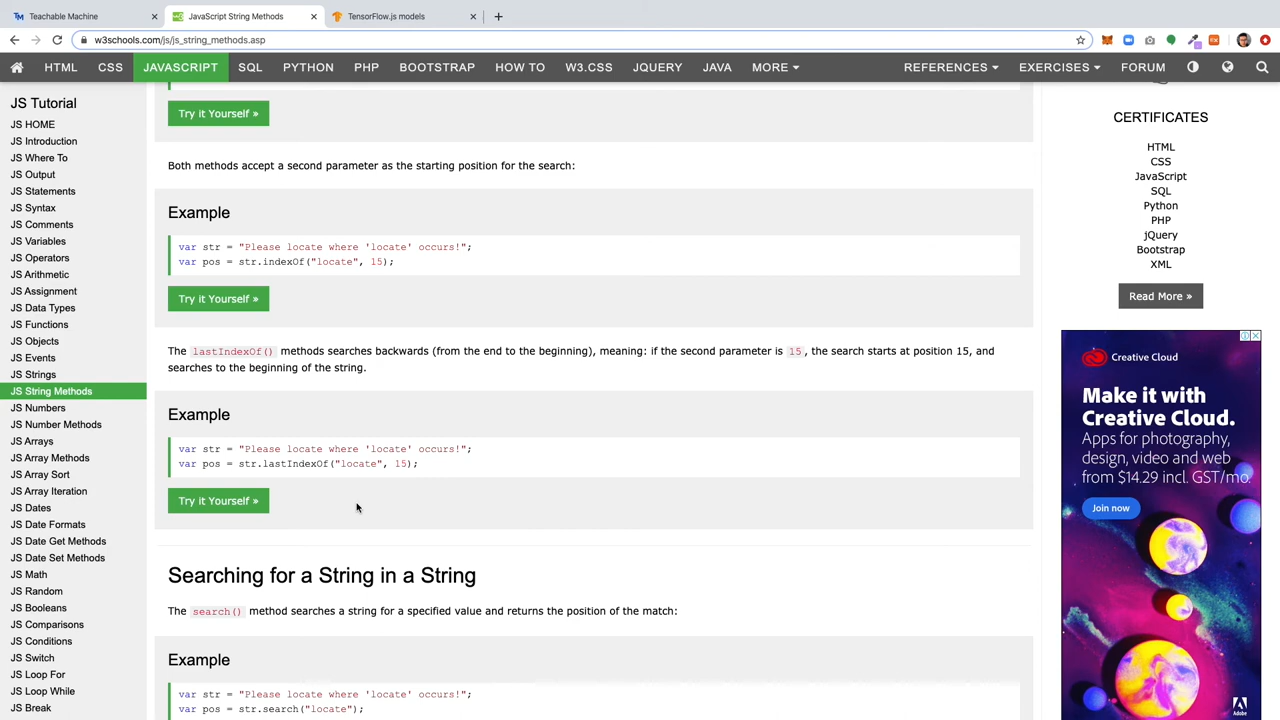 Teachable Machine
JavaScript String Methods
TensorFlow.js models
w3schools.com/js/js_string_methods.asp
HTML CSS JAVASCRIPT SQL PYTHON PHP BOOTSTRAP HOW TO W3.CSS JQUERY JAVA MORE REFERENCES EXERCISES FORUM
JS Tutorial
JS HOME
JS Introduction
JS Where To
JS Output
JS Statements
JS Syntax
JS Comments
JS Variables
JS Operators
JS Arithmetic
JS Assignment
JS Data Types
JS Functions
JS Objects
JS Events
JS Strings
JS String Methods
JS Numbers
JS Number Methods
JS Arrays
JS Array Methods
JS Array Sort
JS Array Iteration
JS Dates
JS Date Formats
JS Date Get Methods
JS Date Set Methods
JS Math
JS Random
JS Booleans
JS Comparisons
JS Conditions
JS Switch
JS Loop For
JS Loop While
JS Break
Try it Yourself »
Both methods accept a second parameter as the starting position for the search:
Example
var str = "Please locate where 'locate' occurs!";
var pos = str.indexOf("locate", 15);
Try it Yourself »
The lastIndexOf() methods searches backwards (from the end to the beginning), meaning: if the second parameter is 15, the search starts at position 15, and
searches to the beginning of the string.
Example
var str = "Please locate where 'locate' occurs!";
var pos = str.lastIndexOf("locate", 15);
Try it Yourself »
Searching for a String in a String
The search() method searches a string for a specified value and returns the position of the match:
Example
var str = "Please locate where 'locate' occurs!";
var pos = str.search("locate");
CERTIFICATES
HTML
CSS
JavaScript
SQL
Python
PHP
jQuery
Bootstrap
XML
Read More »
Creative Cloud
Make it with
Creative Cloud.
Apps for photography,
design, video and web
from $14.29 incl. GST/mo.
Join now
Adobe